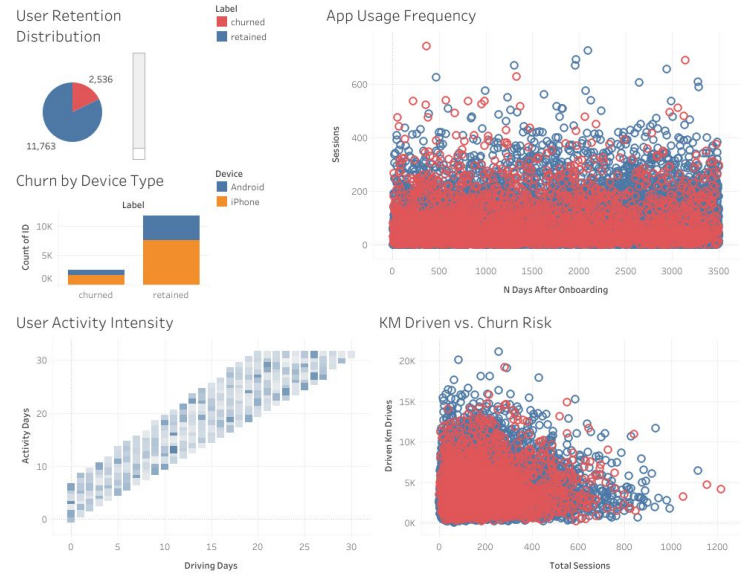 User Retention
Distribution
Label
churned
retained
2,536
11,763
App Usage Frequency
Sessions
600
400
200
0
0 500 1000 1500 2000 2500 3000 3500
N Days After Onboarding
Churn by Device Type
Device
Android
iPhone
Label
Count of ID
10K
5K
0K
churned retained
User Activity Intensity
Activity Days
30
20
10
0
0 5 10 15 20 25 30
Driving Days
KM Driven vs. Churn Risk
Driven Km Drives
20K
15K
10K
5K
0K
0 200 400 600 800 1000 1200
Total Sessions